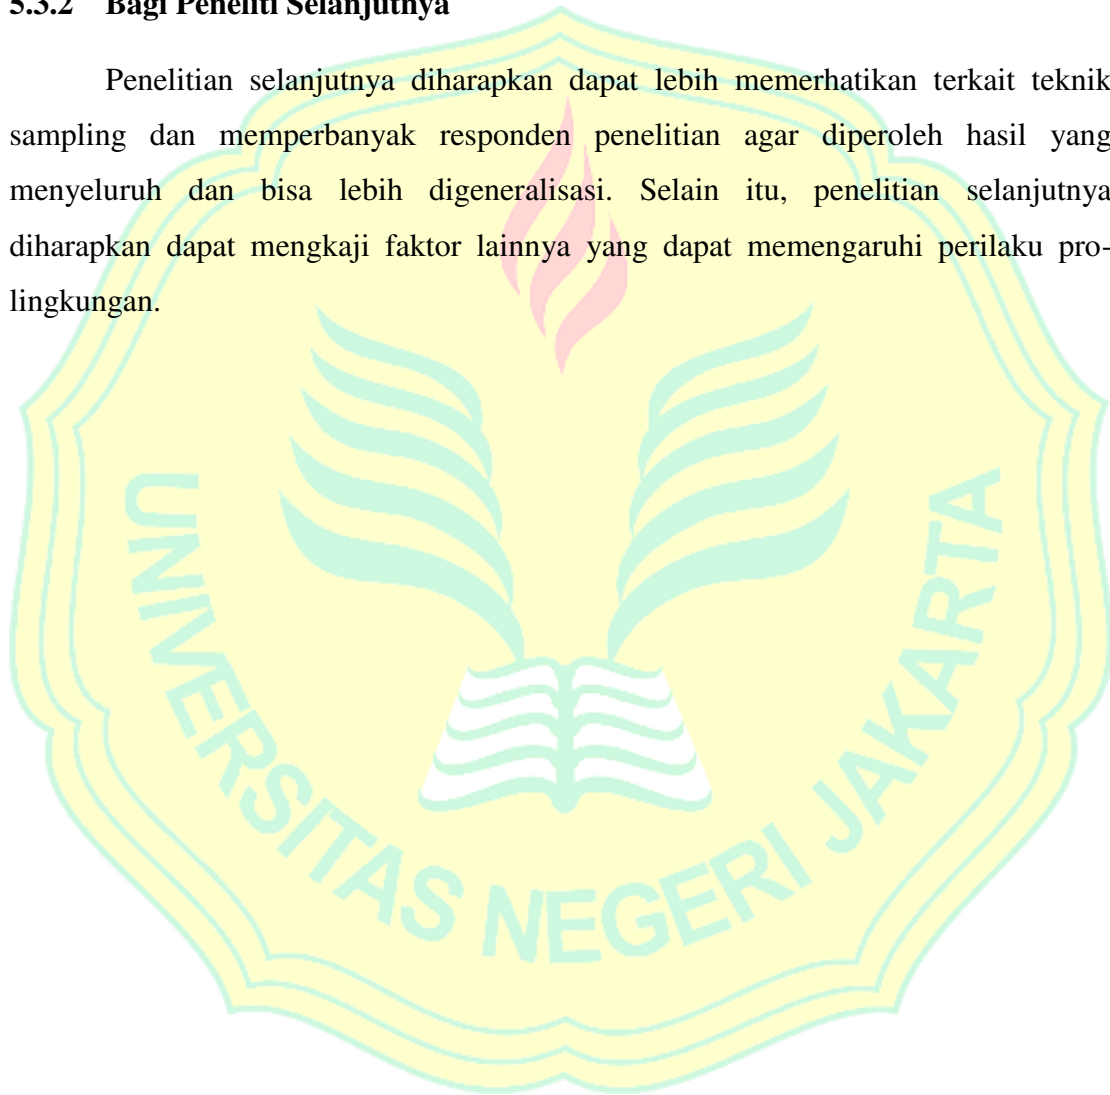 5.3.2 Bagi Peneliti Selanjutnya
Penelitian selanjutnya diharapkan dapat lebih memerhatikan terkait teknik
sampling dan memperbanyak responden penelitian agar diperoleh hasil yang
menyeluruh dan bisa lebih digeneralisasi. Selain itu, penelitian selanjutnya
diharapkan dapat mengkaji faktor lainnya yang dapat memengaruhi perilaku pro-
lingkungan.
UNIVERSITAS NEGERI JAKARTA